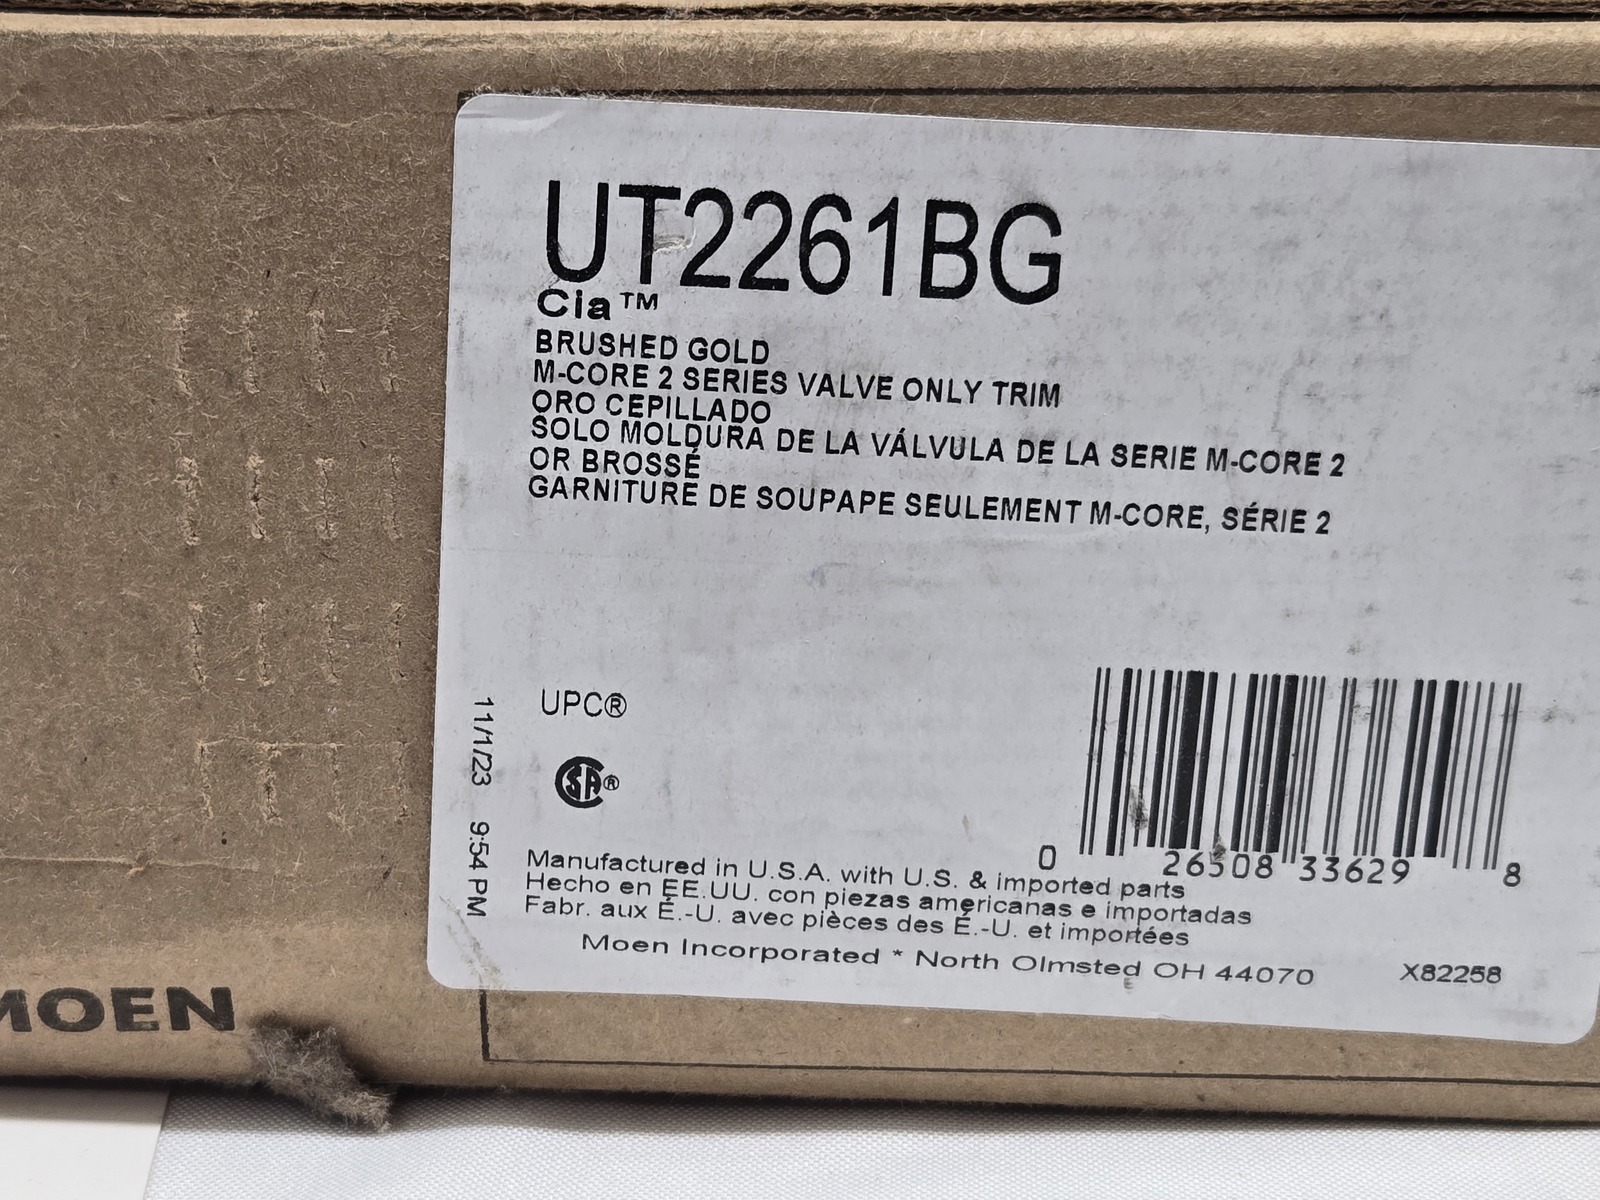 UT2261BG
Cia™
BRUSHED GOLD
M-CORE 2 SERIES VALVE ONLY TRIM
ORO CEPILLADO
SOLO MOLDURA DE LA VÁLVULA DE LA SERIE M-CORE 2
OR BROSSÉ
GARNITURE DE SOUPAPE SEULEMENT M-CORE, SÉRIE 2
UPC®
11/1/23 9:54 PM
SA®
0 26508 33629 8
Manufactured in U.S.A. with U.S. & imported parts
Hecho en EE.UU. con piezas americanas e importadas
Fabr. aux É.-U. avec pièces des É.-U. et importées
Moen Incorporated * North Olmsted OH 44070 X82258
MOEN